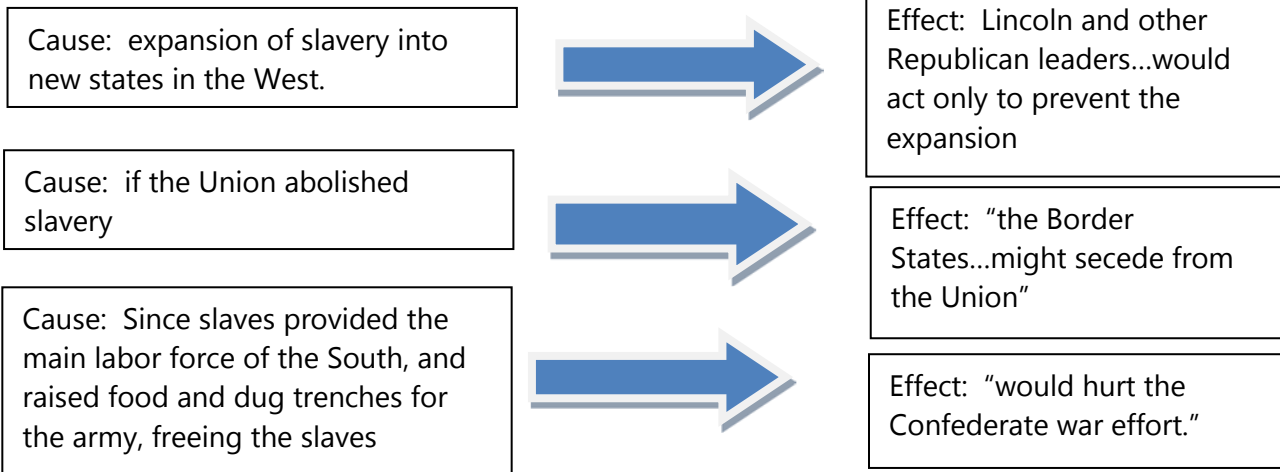 Cause:  expansion of slavery into
new states in the West.
Effect:  Lincoln and other
Republican leaders...would
act only to prevent the
expansion
Cause:  if the Union abolished
slavery
Effect:  “the Border
States...might secede from
the Union”
Cause:  Since slaves provided the
main labor force of the South, and
raised food and dug trenches for
the army, freeing the slaves
Effect:  “would hurt the
Confederate war effort.”